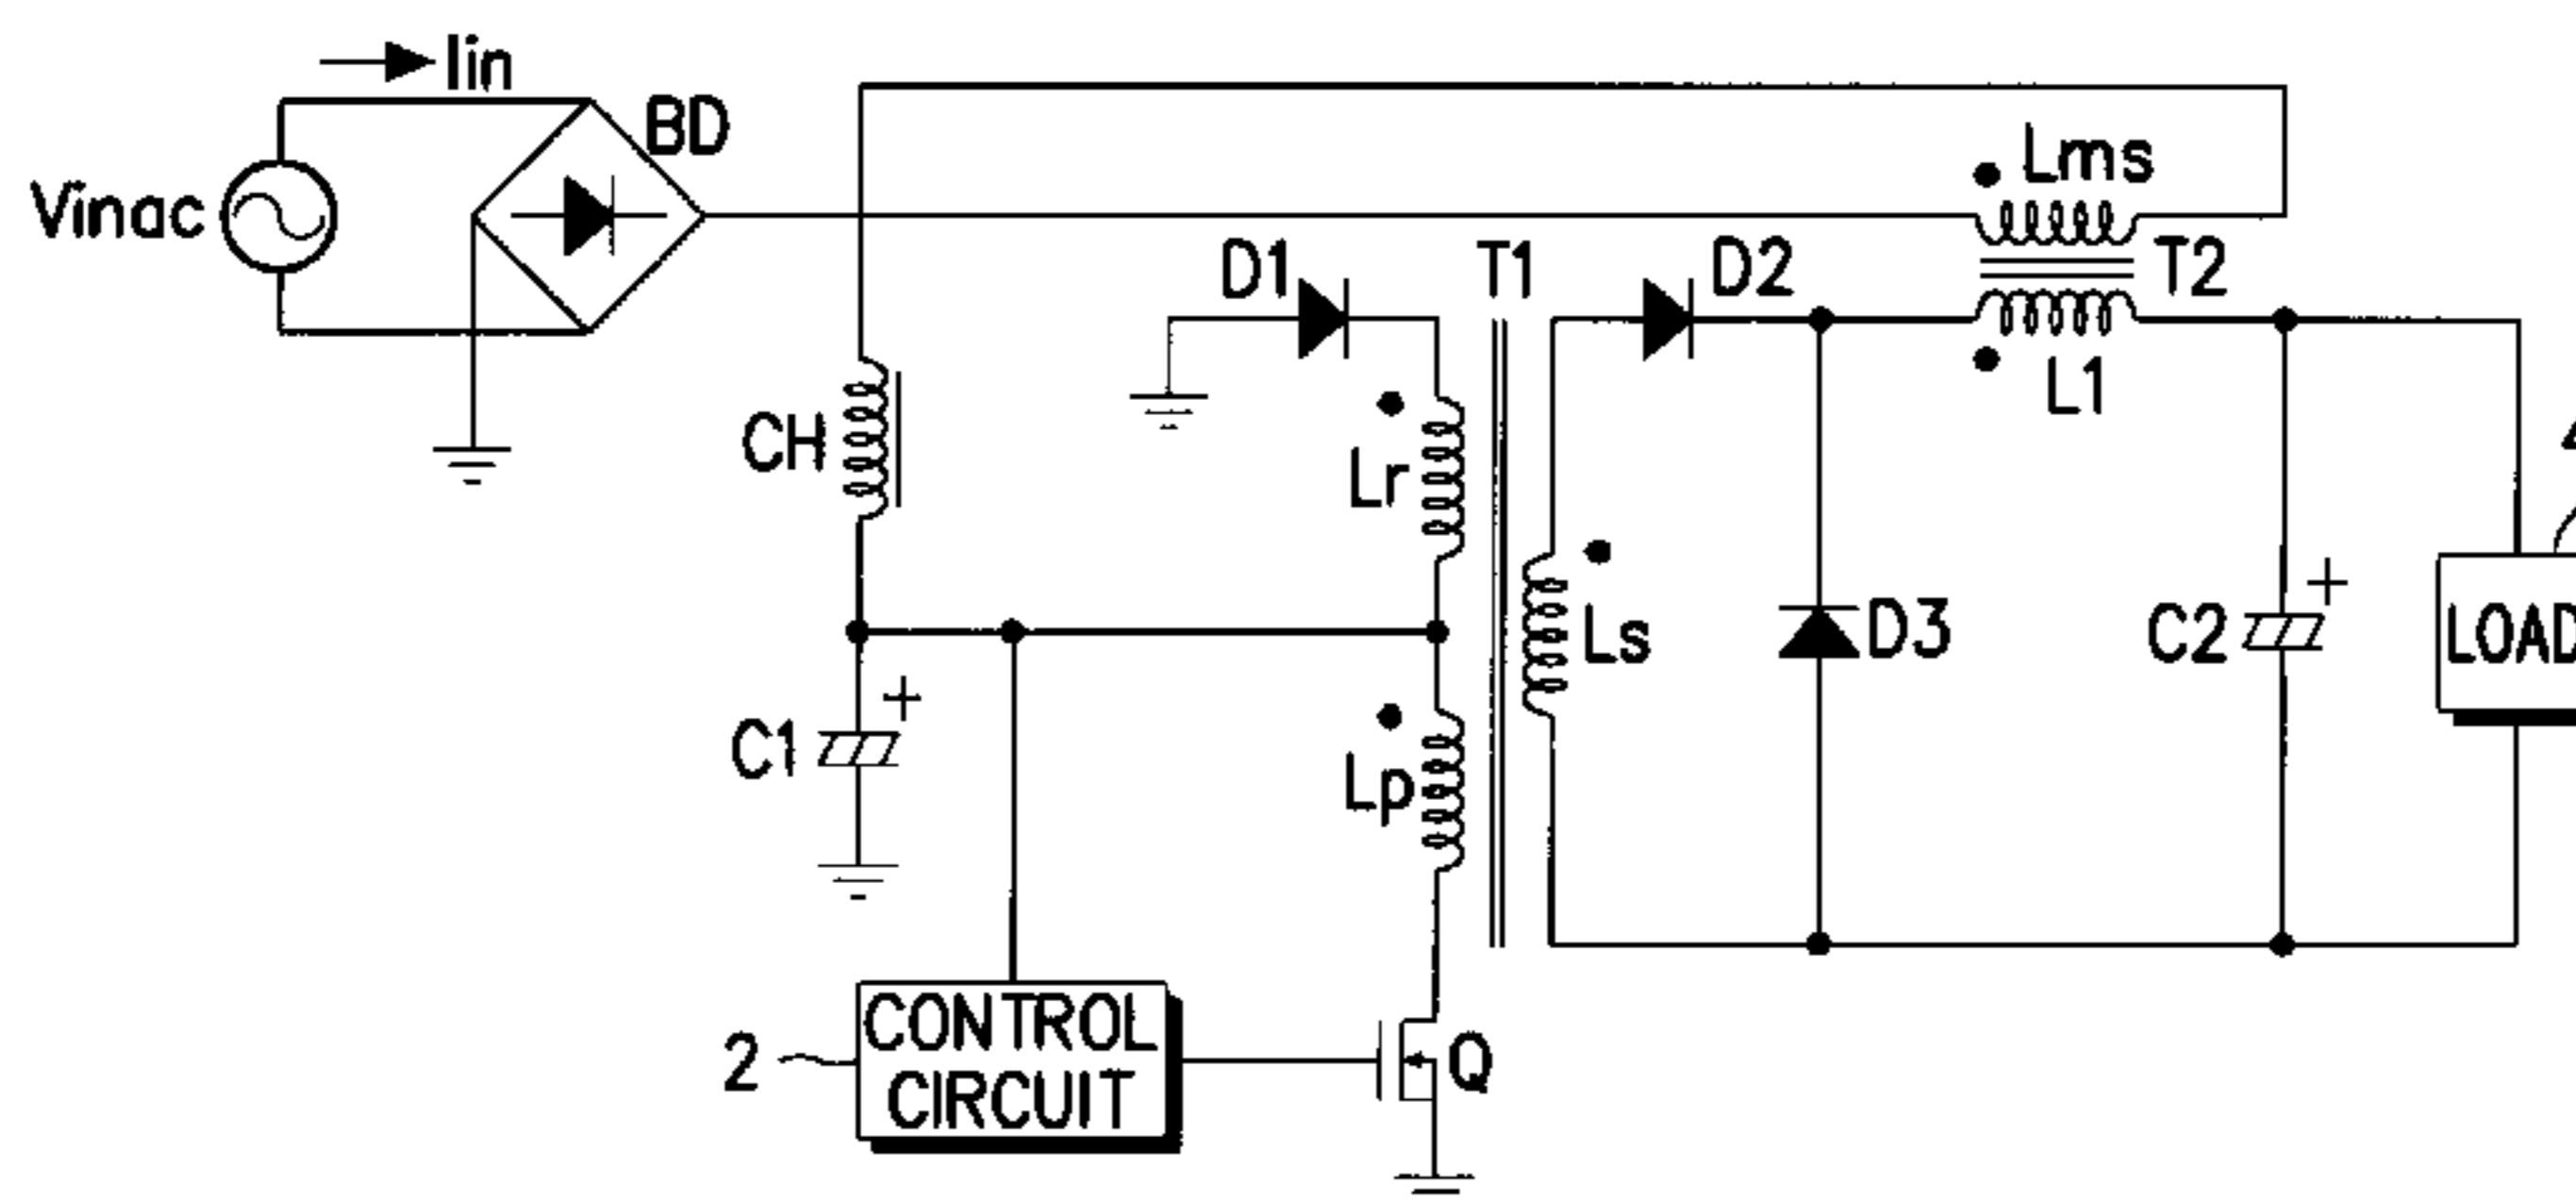 Iin
BD
Vinac
Lms
T2
D1
T1
D2
L1
CH
Lr
Ls
D3
C2
+
LOAD
C1
+
Lp
2
CONTROL
CIRCUIT
Q